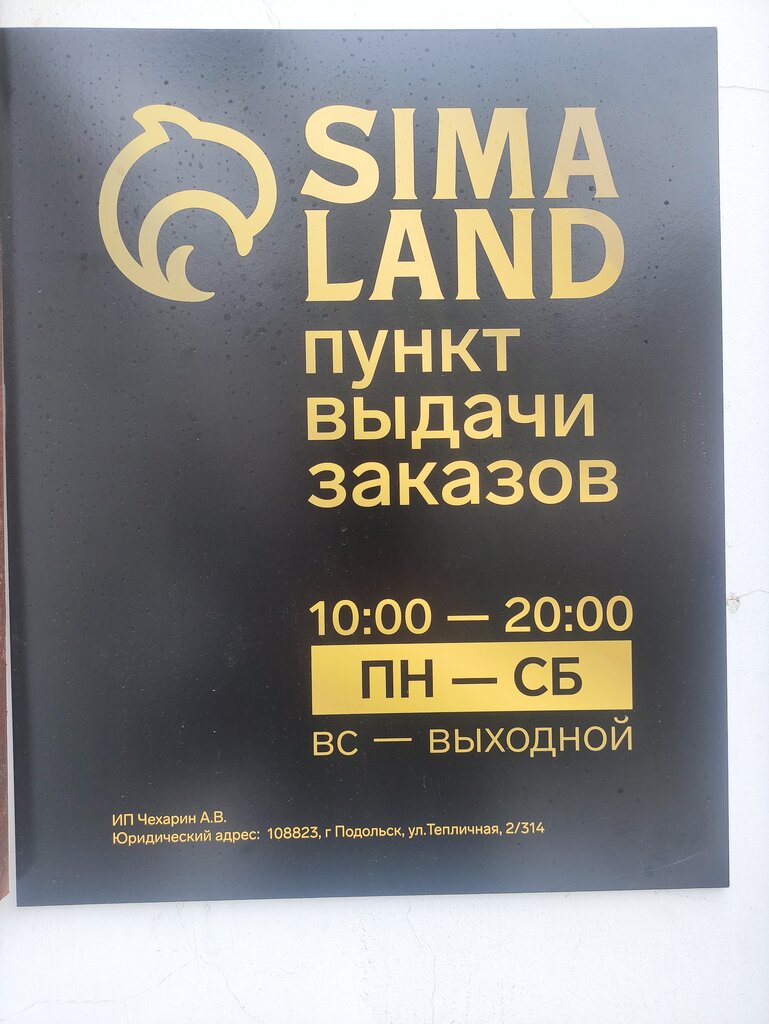 SIMA
LAND
пункт
выдачи
заказов
10:00 — 20:00
ПН — СБ
ВС — ВЫХОДНОЙ
ИП Чехарин А.В.
Юридический адрес: 108823, г Подольск, ул.Тепличная, 2/314